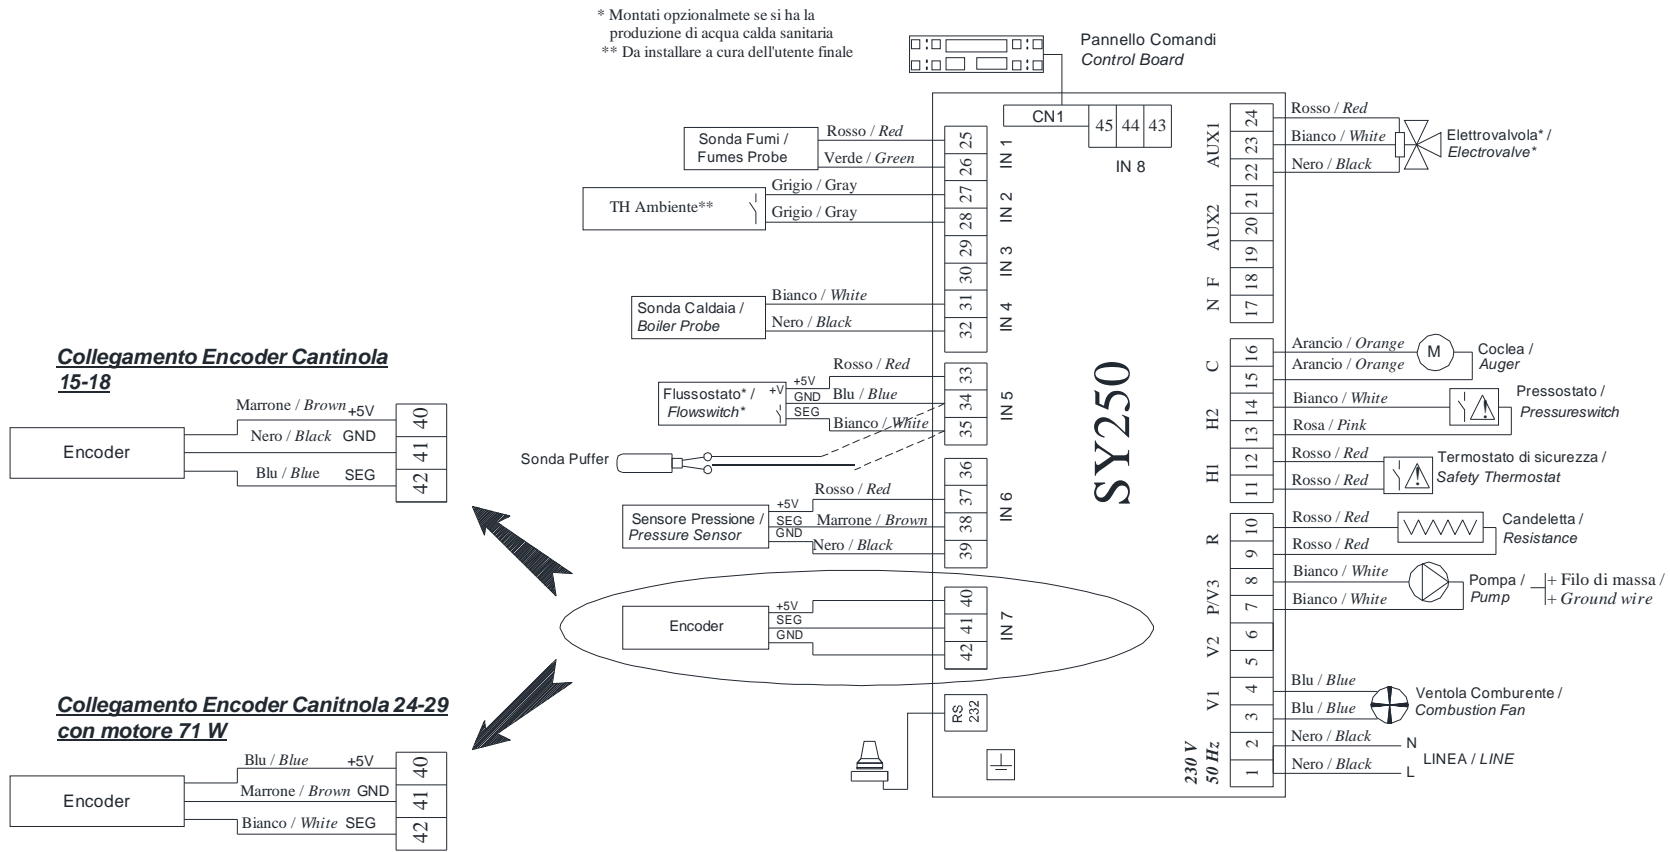 * Montati opzionalmete se si ha la
produzione di acqua calda sanitaria
** Da installare a cura dell'utente finale
Pannello Comandi
Control Board
CN1
45 44 43
IN 8
Sonda Fumi /
Fumes Probe
Rosso / Red
Verde / Green
25
26
IN 1
TH Ambiente**
Grigio / Gray
Grigio / Gray
27
28
IN 2
29
30
IN 3
Sonda Caldaia /
Boiler Probe
Bianco / White
Nero / Black
31
32
IN 4
Flussostato* /
Flowswitch*
+V
+5V
GND
SEG
Rosso / Red
Blu / Blue
Bianco / White
33
34
35
IN 5
Sonda Puffer
Sensore Pressione /
Pressure Sensor
+5V
SEG
GND
Rosso / Red
Marrone / Brown
Nero / Black
36
37
38
39
IN 6
Encoder
+5V
SEG
GND
40
41
42
IN 7
RS
232
SY250
Collegamento Encoder Cantinola
15-18
Encoder
Marrone / Brown +5V
Nero / Black GND
Blu / Blue SEG
40
41
42
Collegamento Encoder Canitnola 24-29
con motore 71 W
Encoder
Blu / Blue +5V
Marrone / Brown GND
Bianco / White SEG
40
41
42
AUX1
24
23
22
Rosso / Red
Bianco / White
Nero / Black
Elettrovalvola* /
Electrovalve*
AUX2
21
20
19
N F
18
17
C
16
15
Arancio / Orange
Arancio / Orange
M
Coclea /
Auger
H2
14
13
Bianco / White
Rosa / Pink
Pressostato /
Pressureswitch
H1
12
11
Rosso / Red
Rosso / Red
Termostato di sicurezza /
Safety Thermostat
R
10
9
Rosso / Red
Rosso / Red
Candeletta /
Resistance
P/V3
8
7
Bianco / White
Bianco / White
Pompa /
Pump
+ Filo di massa /
+ Ground wire
V2
6
5
V1
4
3
Blu / Blue
Blu / Blue
Ventola Comburente /
Combustion Fan
230 V
50 Hz
2
1
Nero / Black
Nero / Black
N
L
LINEA / LINE